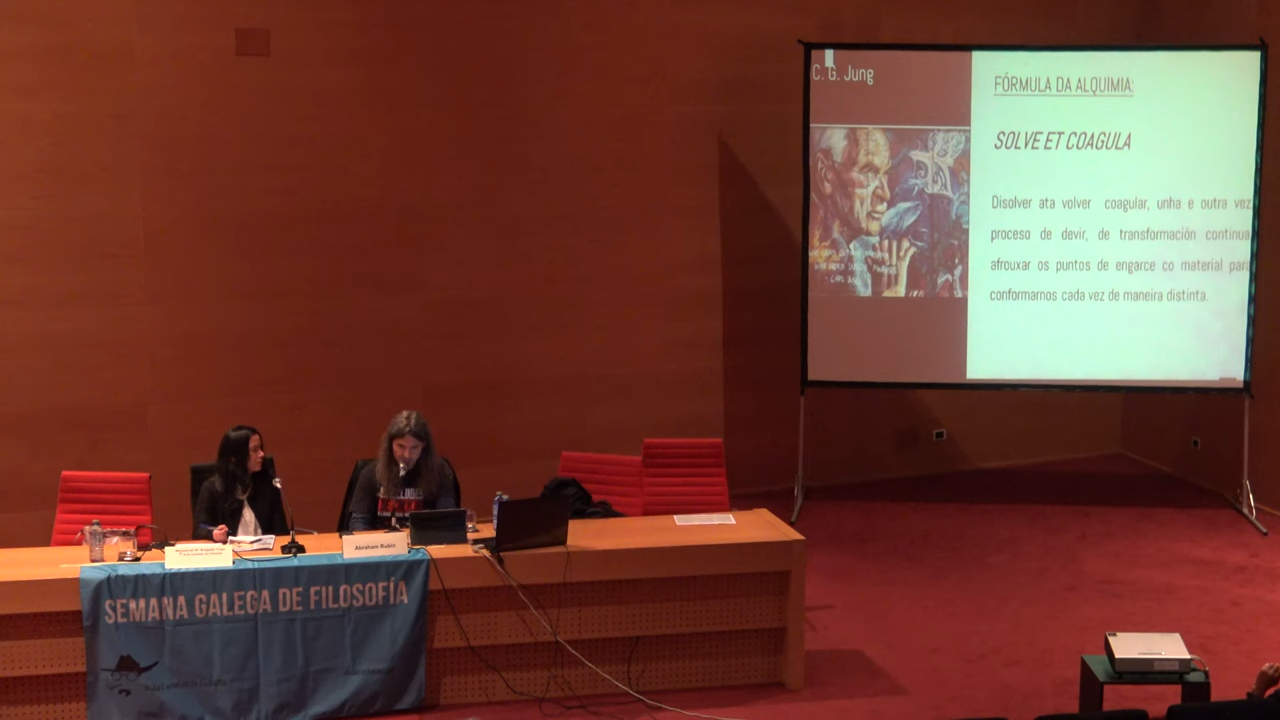 C. G. Jung
FÓRMULA DA ALQUIMIA:
SOLVE ET COAGULA
Disolver ata volver coagular, unha e outra vez
proceso de devir, de transformación continua
afrouxar os puntos de engarce co material para
conformarnos cada vez de maneira distinta.
Abraham Rubín
SEMANA GALEGA DE FILOSOFÍA